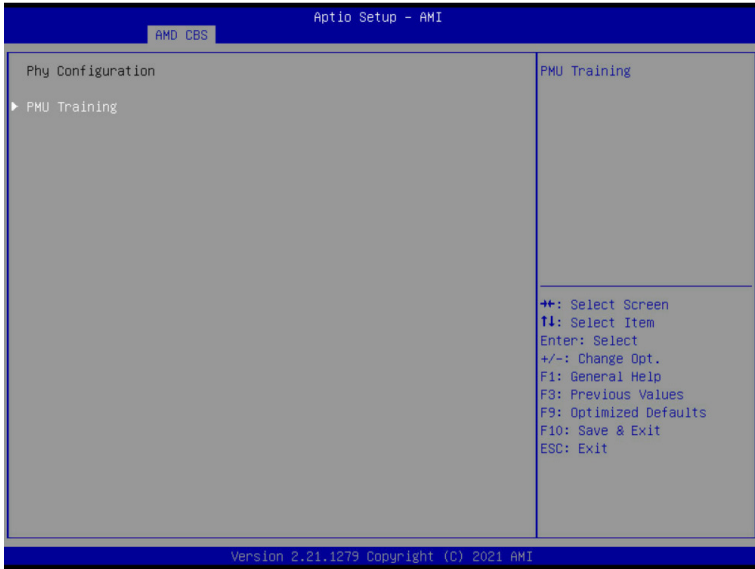 Aptio Setup - AMI
AMD CBS
Phy Configuration
PMU Training
PMU Training
→←: Select Screen
↑↓: Select Item
Enter: Select
+/-: Change Opt.
F1: General Help
F3: Previous Values
F9: Optimized Defaults
F10: Save & Exit
ESC: Exit
Version 2.21.1279 Copyright (C) 2021 AMI